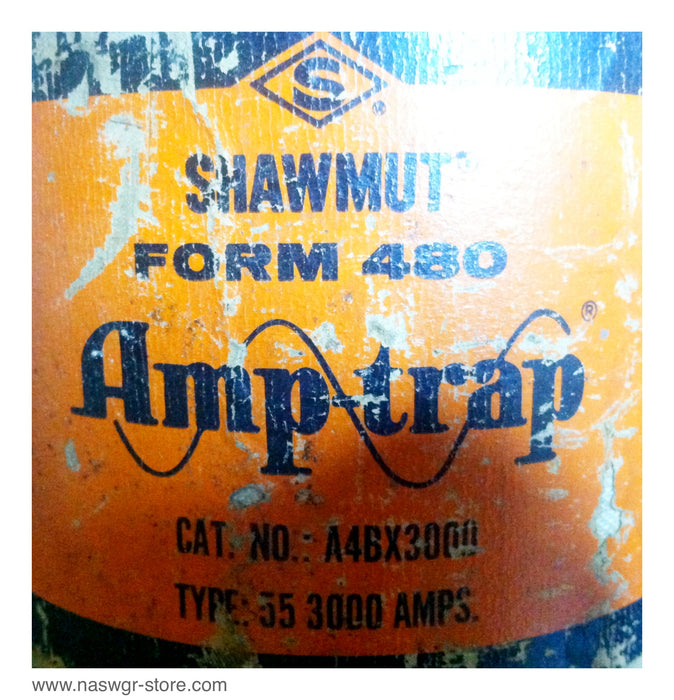 S®
SHAWMUT®
FORM 480
Amp-trap®
CAT. NO.: A4BX3000
TYPE: 55 3000 AMPS.
www.naswgr-store.com